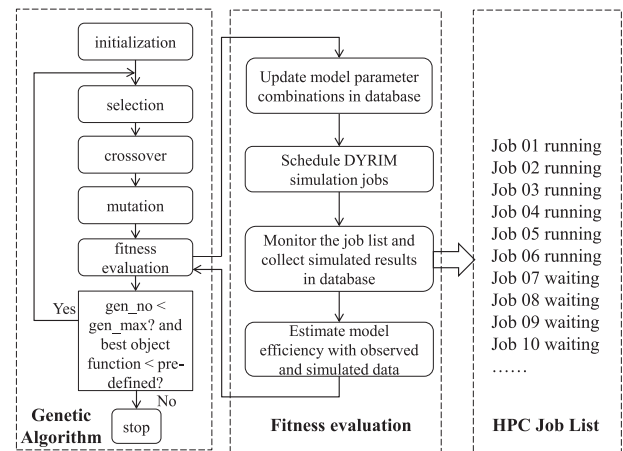 initialization
selection
crossover
mutation
fitness
evaluation
Yes
gen_no <
gen_max? and
best object
function < pre-
defined?
No
stop
Genetic
Algorithm
Update model parameter
combinations in database
Schedule DYRIM
simulation jobs
Monitor the job list and
collect simulated results
in database
Estimate model
efficiency with observed
and simulated data
Fitness evaluation
Job 01 running
Job 02 running
Job 03 running
Job 04 running
Job 05 running
Job 06 running
Job 07 waiting
Job 08 waiting
Job 09 waiting
Job 10 waiting
……
HPC Job List